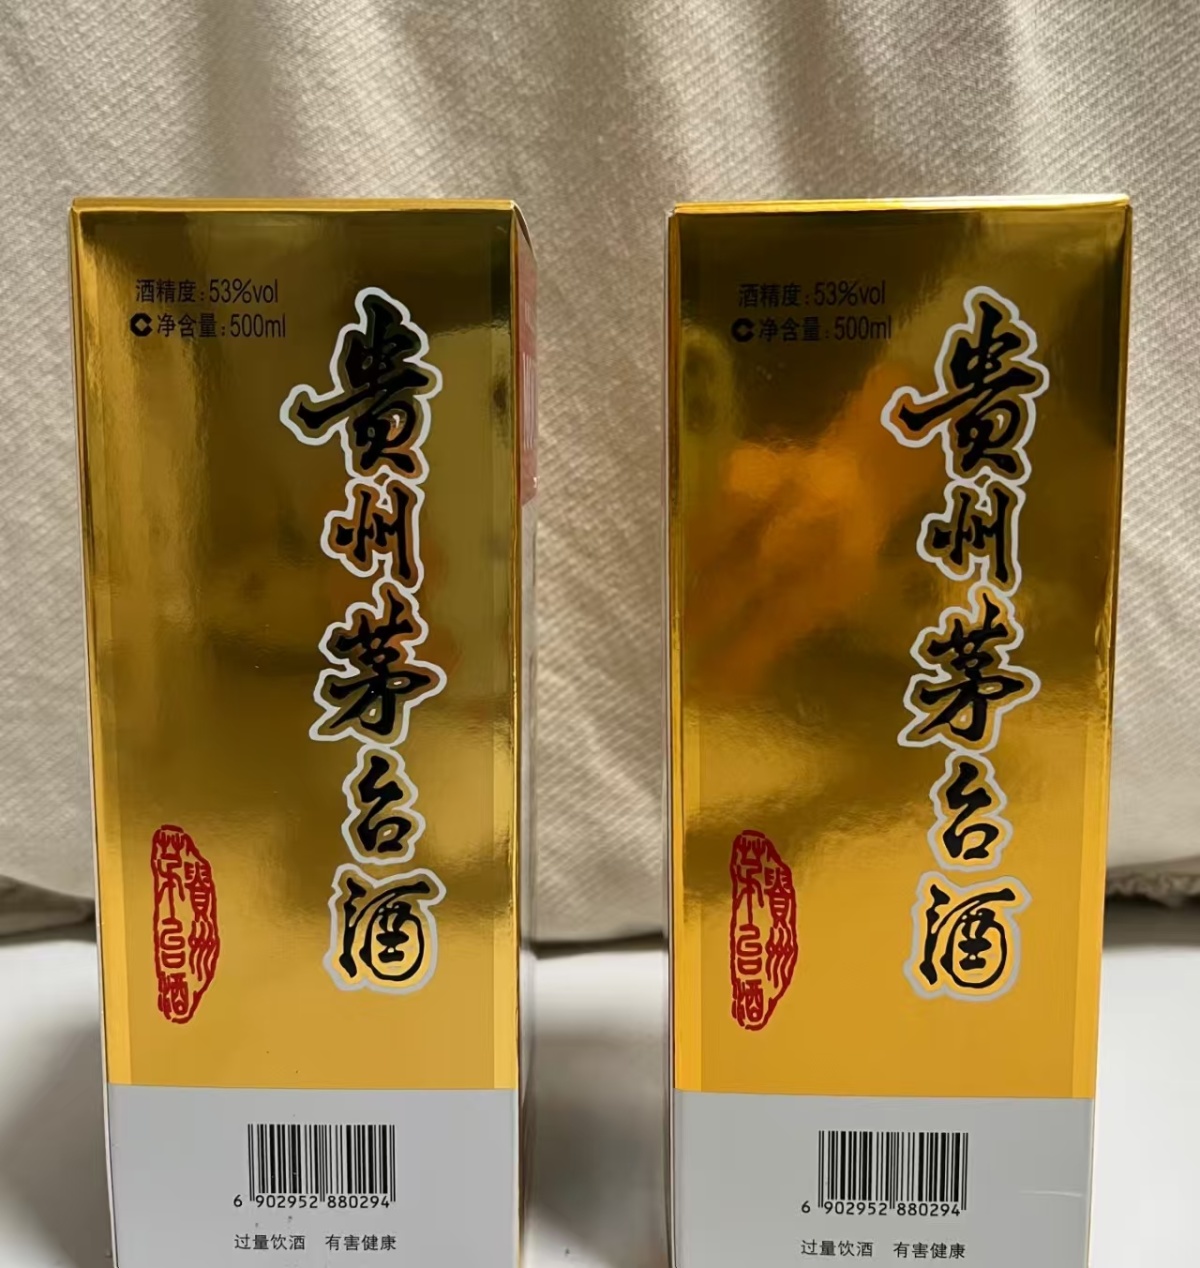 酒精度:53%vol
净含量:500ml
贵州茅台酒
貴州
茅台酒
6 902952 880294
过量饮酒 有害健康
酒精度:53%vol
净含量:500ml
贵州茅台酒
貴州
茅台酒
6 902952 880294
过量饮酒 有害健康